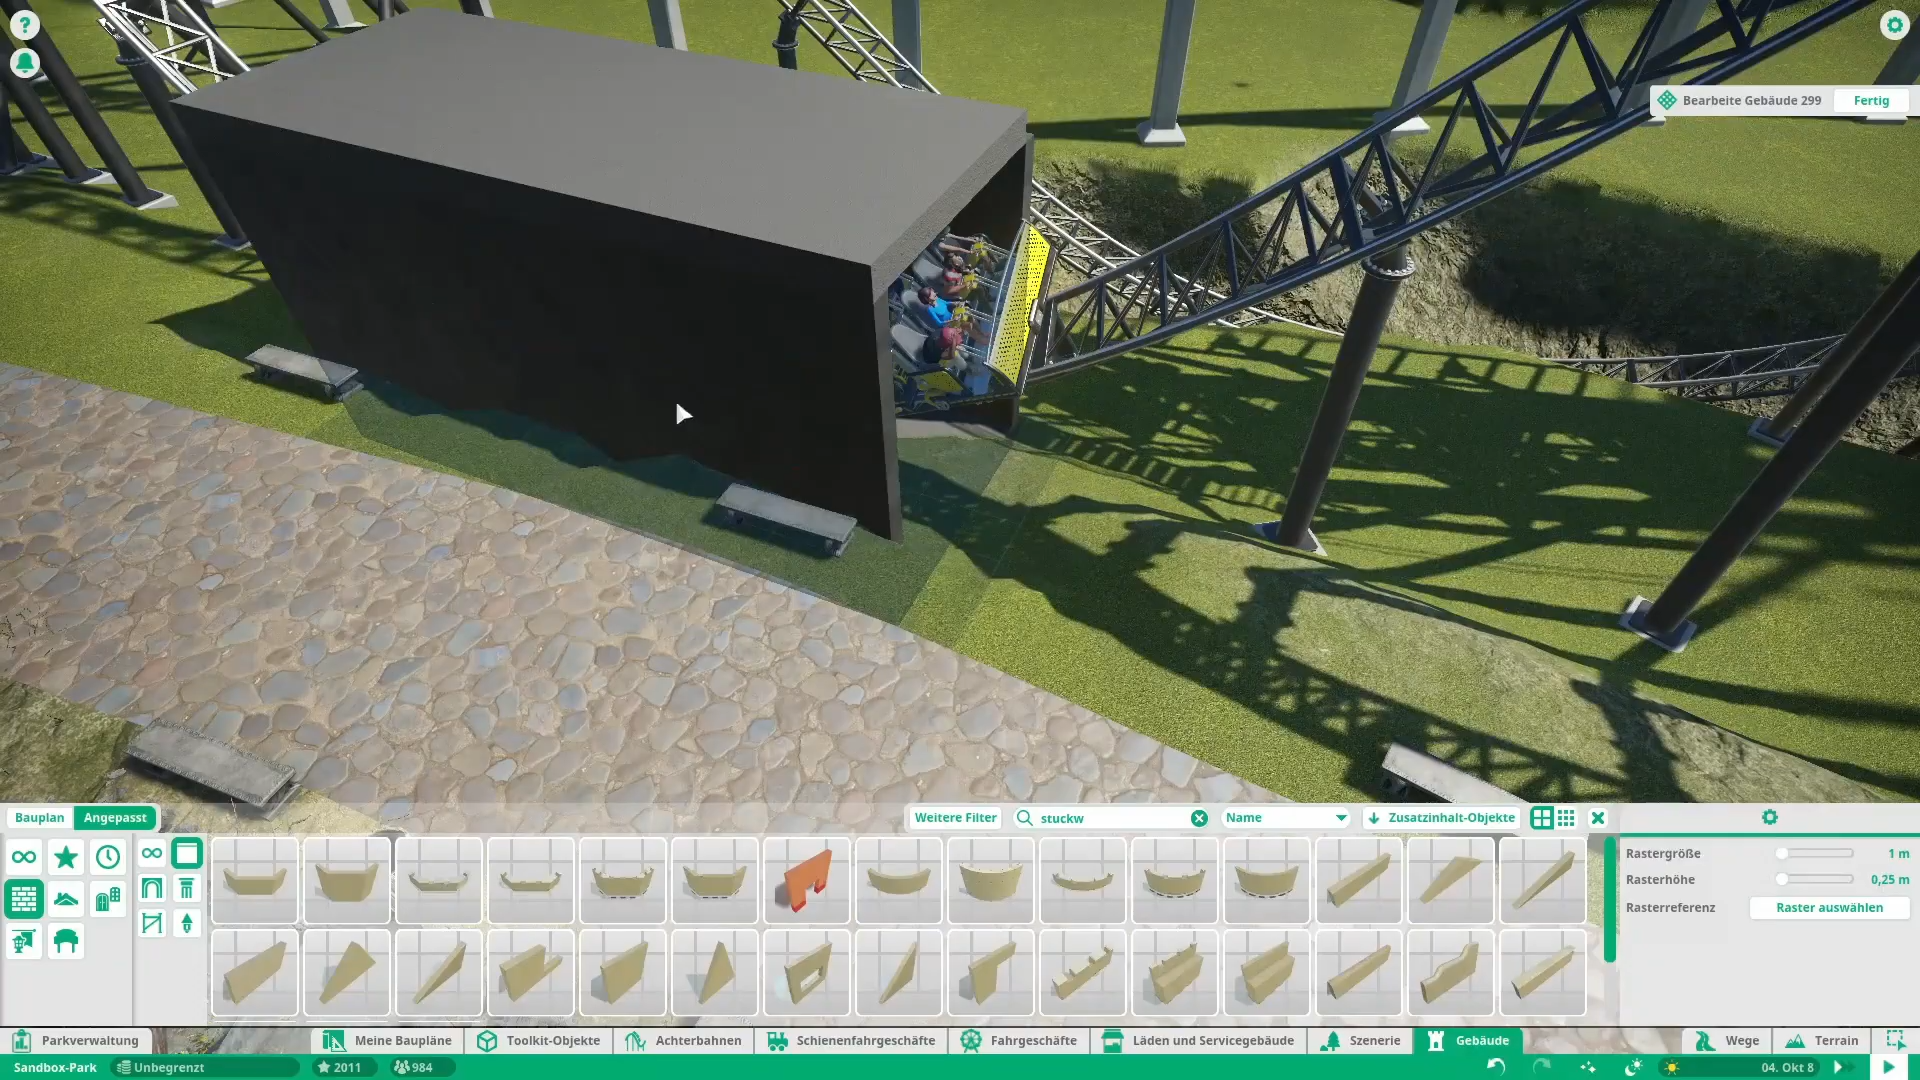 ?
Bearbeite Gebäude 299
Fertig
Bauplan
Angepasst
Weitere Filter
stuckw
Name
Zusatzinhalt-Objekte
Rastergröße
1 m
Rasterhöhe
0,25 m
Rasterreferenz
Raster auswählen
Parkverwaltung
Meine Baupläne
Toolkit-Objekte
Achterbahnen
Schienenfahrgeschäfte
Fahrgeschäfte
Läden und Servicegebäude
Szenerie
Gebäude
Wege
Terrain
Sandbox-Park
Unbegrenzt
2011
984
04. Okt 8